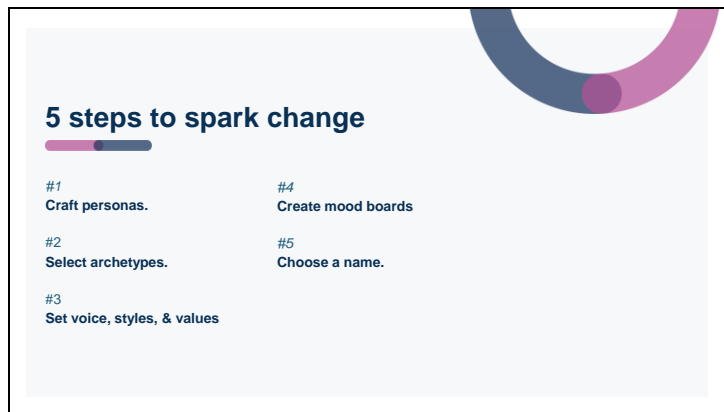 5 steps to spark change
#1
Craft personas.
#2
Select archetypes.
#3
Set voice, styles, & values
#4
Create mood boards
#5
Choose a name.